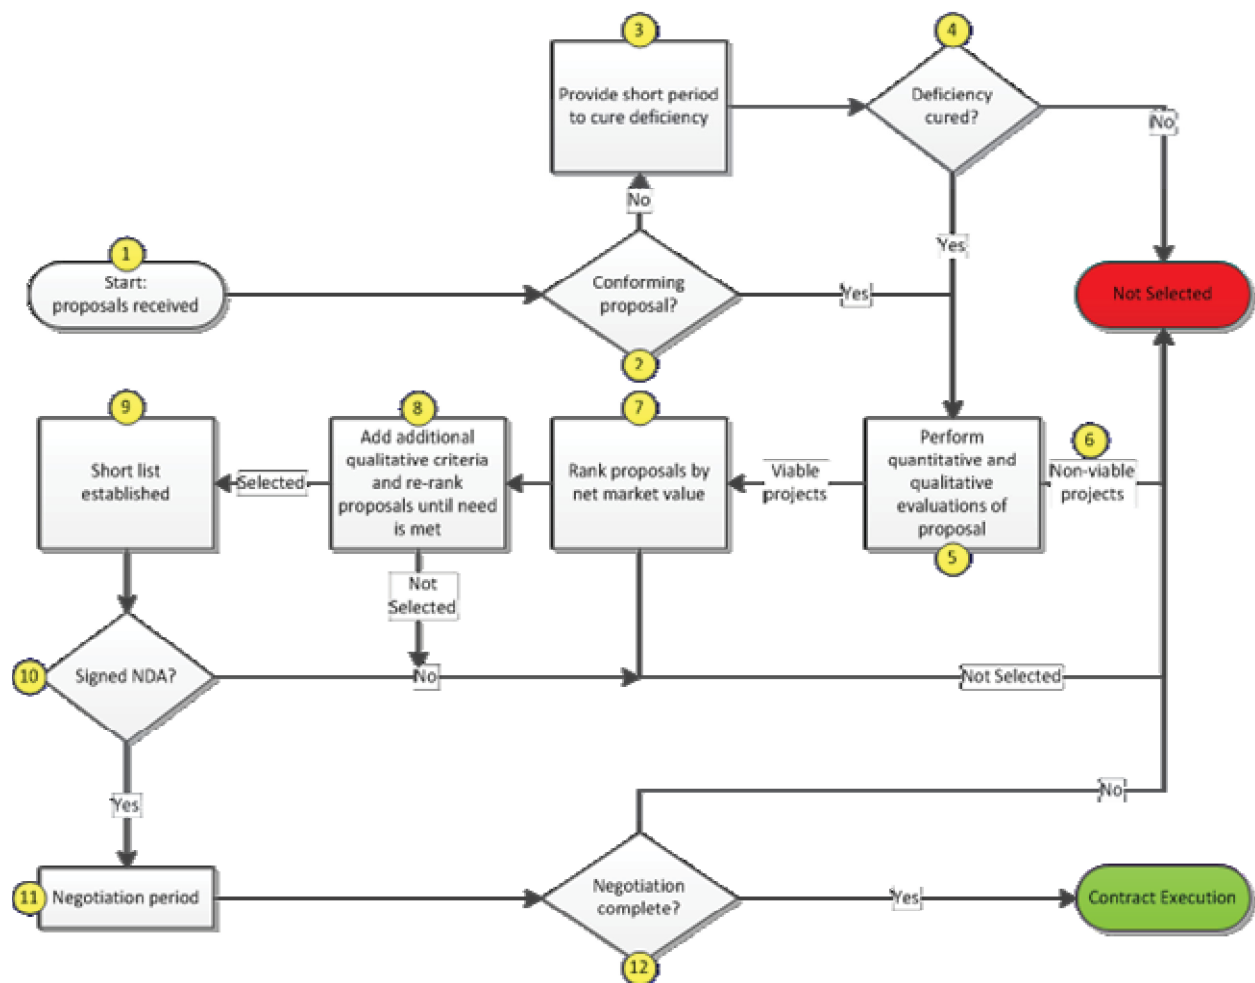 3
4
Provide short period
to cure deficiency
Deficiency
cured?
No
No
1
Yes
Start:
proposals received
Conforming
proposal?
Yes
Not Selected
2
9
8
7
6
Short list
established
Selected
Add additional
qualitative criteria
and re-rank
proposals until need
is met
Rank proposals by
net market value
Viable
projects
Perform
quantitative and
qualitative
evaluations of
proposal
Non-viable
projects
5
Not
Selected
10
Signed NDA?
No
Not Selected
Yes
No
11
Negotiation period
Negotiation
complete?
Yes
Contract Execution
12